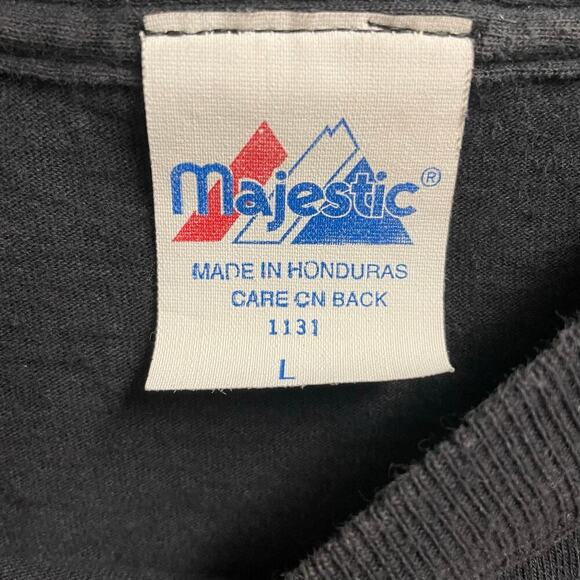 Majestic®
MADE IN HONDURAS
CARE ON BACK
1131
L